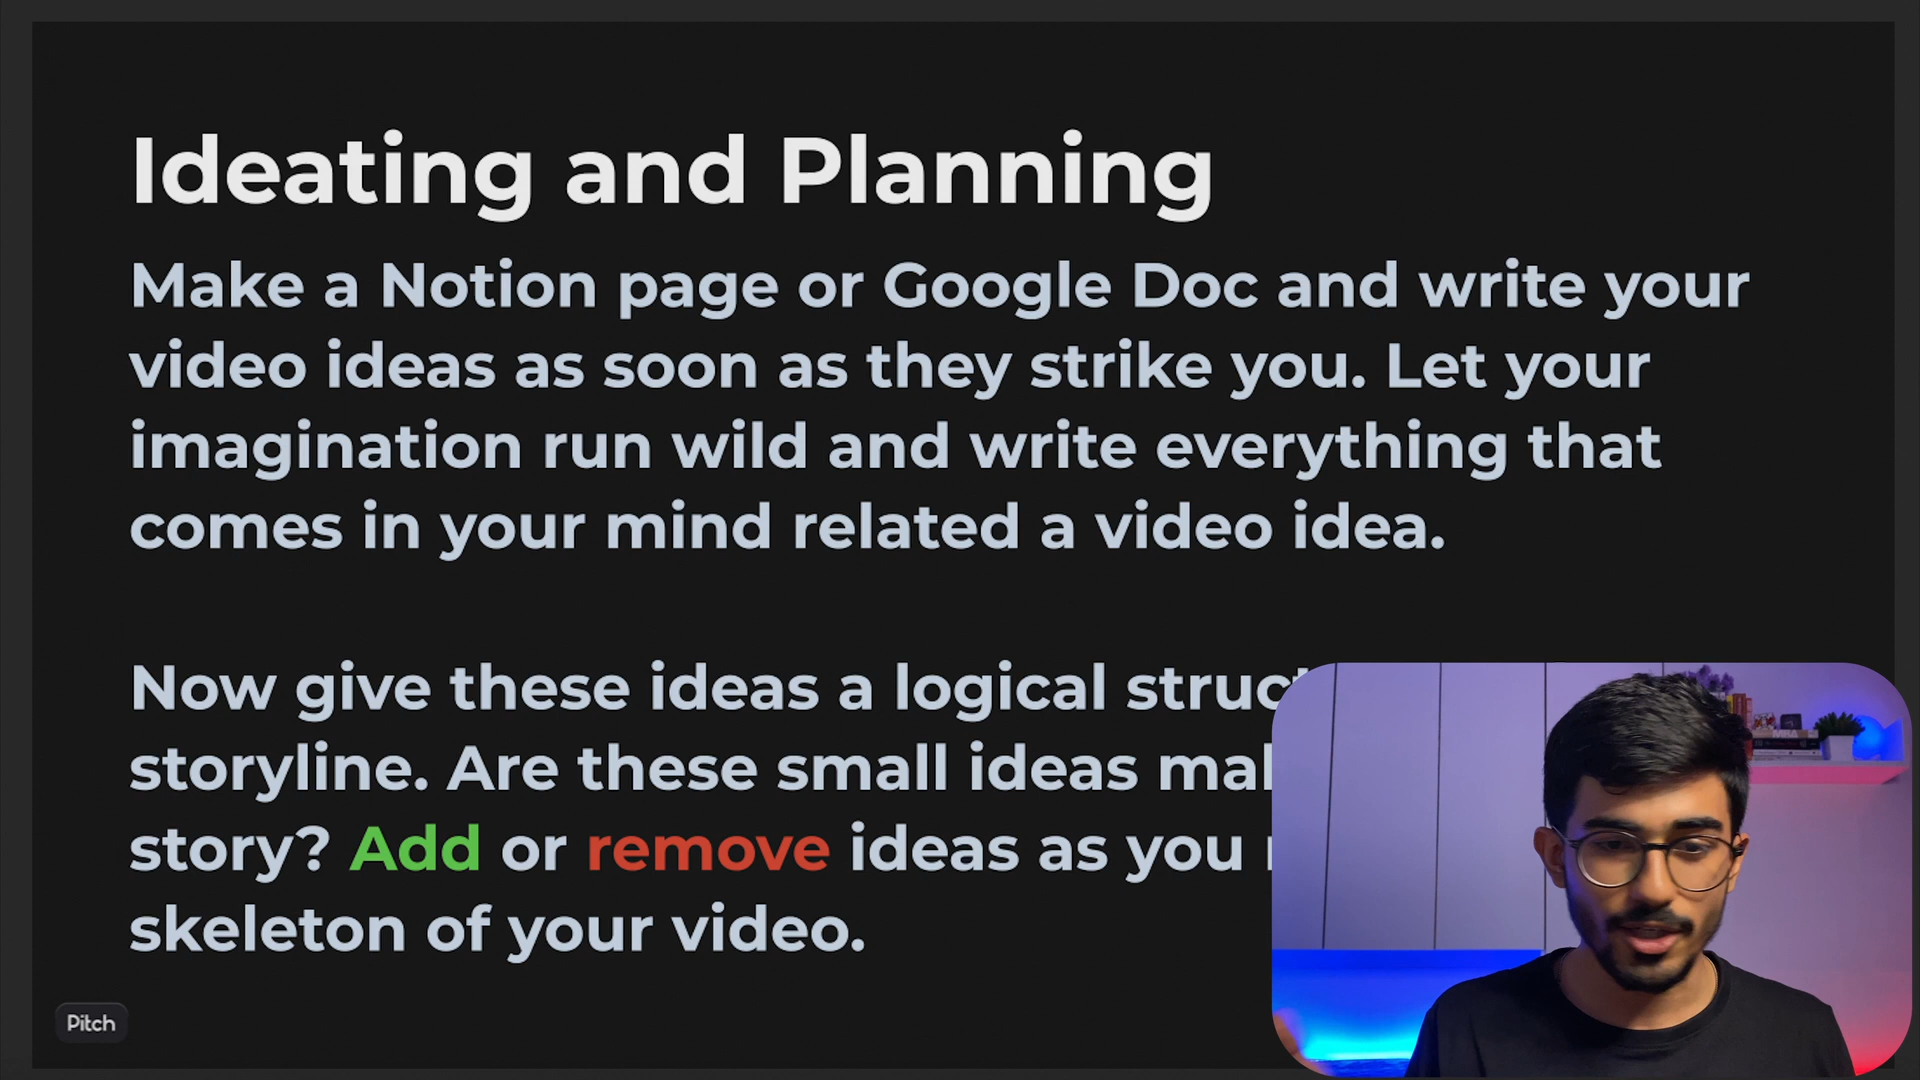 Ideating and Planning
Make a Notion page or Google Doc and write your
video ideas as soon as they strike you. Let your
imagination run wild and write everything that
comes in your mind related a video idea.
Now give these ideas a logical
storyline. Are these small ideas
story? Add or remove ideas as you
skeleton of your video.
Pitch